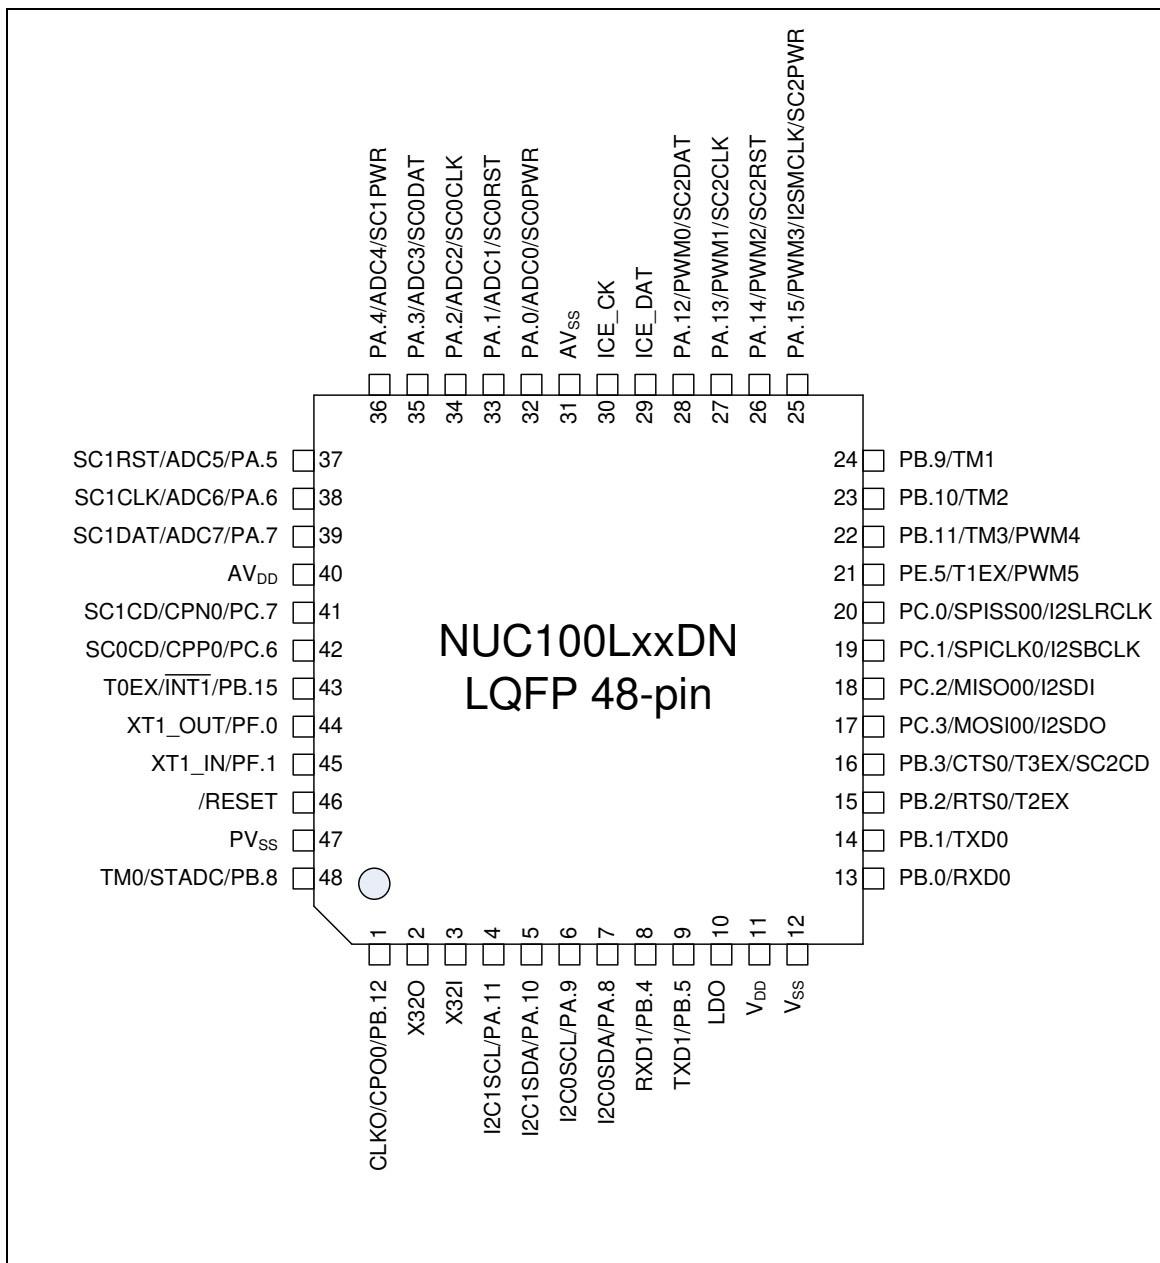 PA.4/ADC4/SC1PWR
PA.3/ADC3/SC0DAT
PA.2/ADC2/SC0CLK
PA.1/ADC1/SC0RST
PA.0/ADC0/SC0PWR
AVSS
ICE_CK
ICE_DAT
PA.12/PWM0/SC2DAT
PA.13/PWM1/SC2CLK
PA.14/PWM2/SC2RST
PA.15/PWM3/I2SMCLK/SC2PWR
36
35
34
33
32
31
30
29
28
27
26
25
SC1RST/ADC5/PA.5 37
SC1CLK/ADC6/PA.6 38
SC1DAT/ADC7/PA.7 39
AVDD 40
SC1CD/CPN0/PC.7 41
SC0CD/CPP0/PC.6 42
T0EX/INT1/PB.15 43
XT1_OUT/PF.0 44
XT1_IN/PF.1 45
/RESET 46
PVSS 47
TM0/STADC/PB.8 48
NUC100LxxDN
LQFP 48-pin
24 PB.9/TM1
23 PB.10/TM2
22 PB.11/TM3/PWM4
21 PE.5/T1EX/PWM5
20 PC.0/SPISS00/I2SLRCLK
19 PC.1/SPICLK0/I2SBCLK
18 PC.2/MISO00/I2SDI
17 PC.3/MOSI00/I2SDO
16 PB.3/CTS0/T3EX/SC2CD
15 PB.2/RTS0/T2EX
14 PB.1/TXD0
13 PB.0/RXD0
1
2
3
4
5
6
7
8
9
10
11
12
CLKO/CPO0/PB.12
X32O
X32I
I2C1SCL/PA.11
I2C1SDA/PA.10
I2C0SCL/PA.9
I2C0SDA/PA.8
RXD1/PB.4
TXD1/PB.5
LDO
VDD
VSS